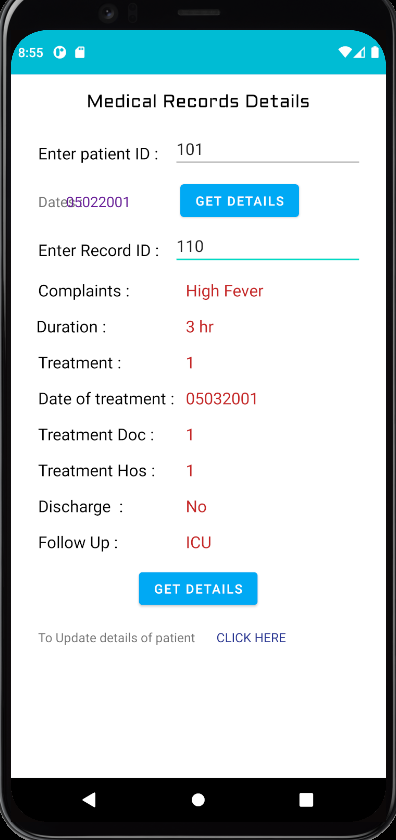 8:55
Medical Records Details
Enter patient ID : 101
Dates: 05022001 GET DETAILS
Enter Record ID : 110
Complaints : High Fever
Duration : 3 hr
Treatment : 1
Date of treatment : 05032001
Treatment Doc : 1
Treatment Hos : 1
Discharge : No
Follow Up : ICU
GET DETAILS
To Update details of patient CLICK HERE